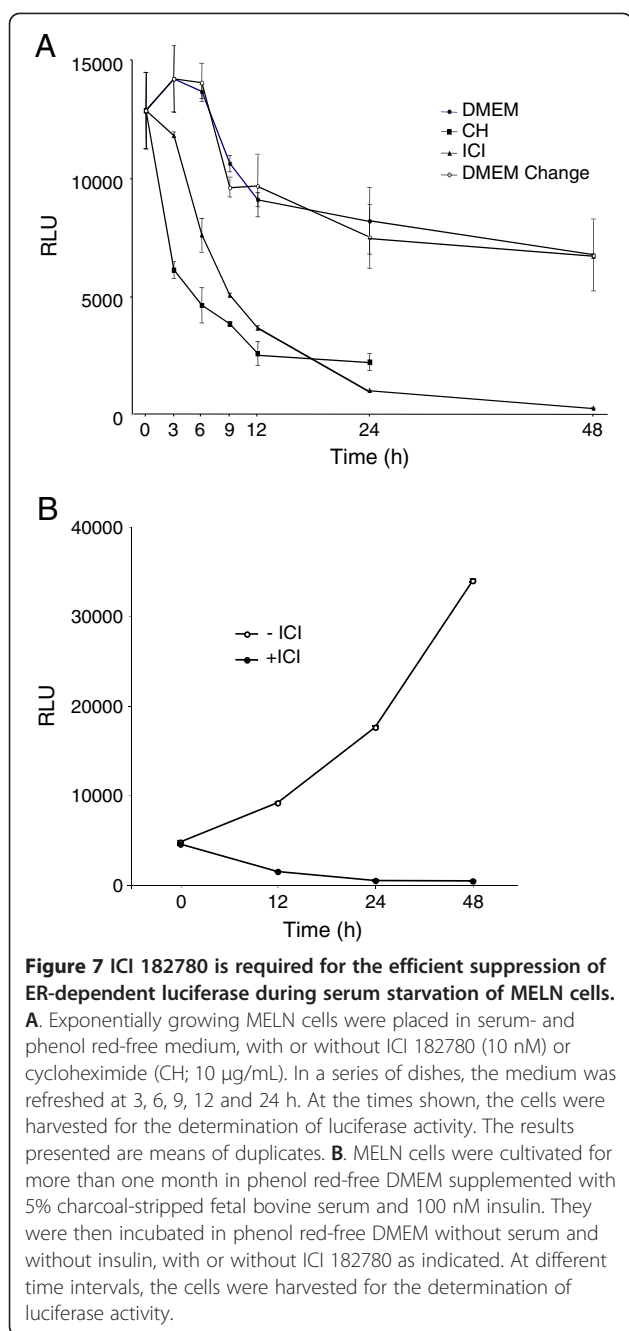 A
15000
10000
5000
0
RLU
DMEM
CH
ICI
DMEM Change
0 3 6 9 12 24 48
Time (h)
B
40000
30000
20000
10000
0
RLU
- ICI
+ICI
0 12 24 48
Time (h)
Figure 7 ICI 182780 is required for the efficient suppression of
ER-dependent luciferase during serum starvation of MELN cells.
A. Exponentially growing MELN cells were placed in serum- and
phenol red-free medium, with or without ICI 182780 (10 nM) or
cycloheximide (CH; 10 µg/mL). In a series of dishes, the medium was
refreshed at 3, 6, 9, 12 and 24 h. At the times shown, the cells were
harvested for the determination of luciferase activity. The results
presented are means of duplicates. B. MELN cells were cultivated for
more than one month in phenol red-free DMEM supplemented with
5% charcoal-stripped fetal bovine serum and 100 nM insulin. They
were then incubated in phenol red-free DMEM without serum and
without insulin, with or without ICI 182780 as indicated. At different
time intervals, the cells were harvested for the determination of
luciferase activity.